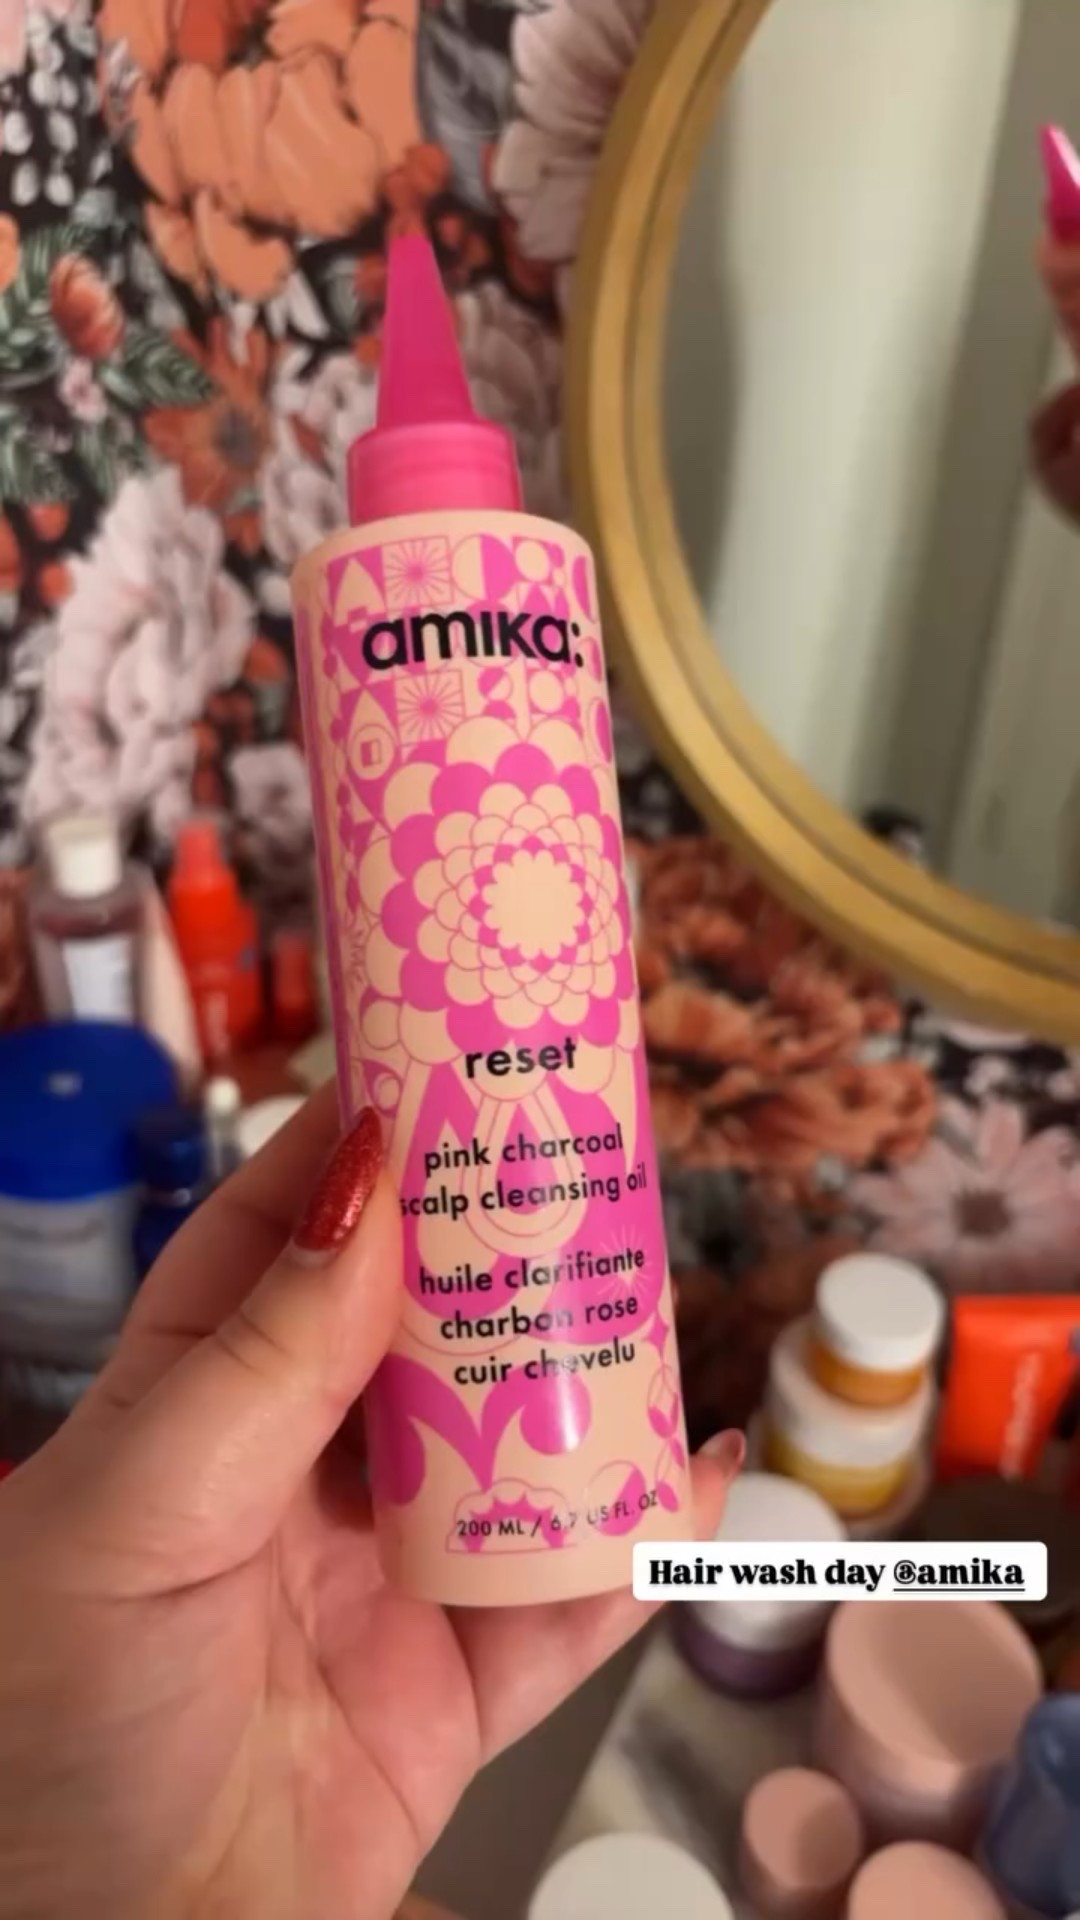 amika:
reset
pink charcoal
scalp cleansing oil
huile clarifiante
charbon rose
cuir chevelu
200 ML / 6.7 US FL. OZ
Hair wash day @amika